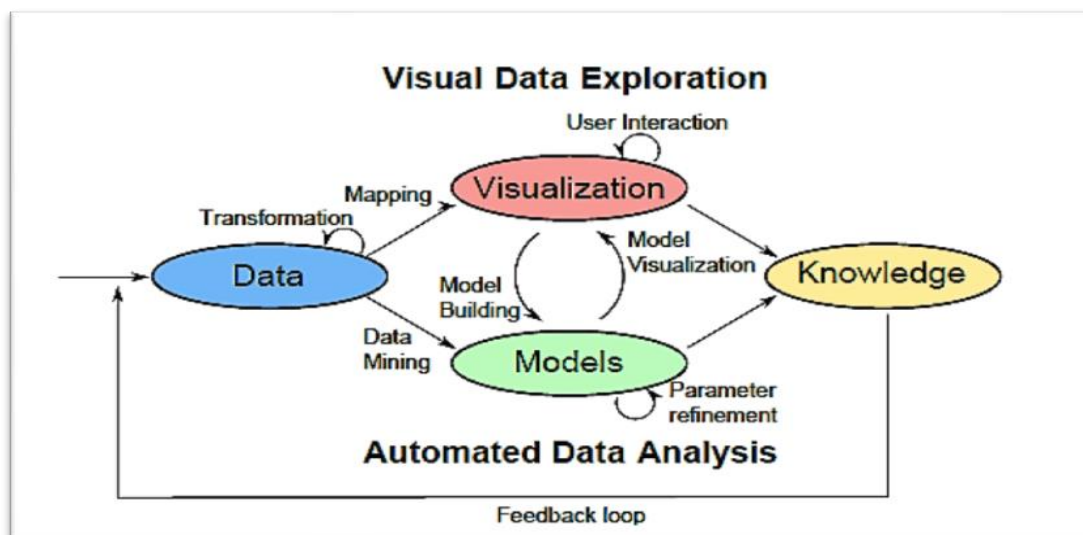 Visual Data Exploration
User Interaction
Visualization
Mapping
Transformation
Data
Model
Building
Model
Visualization
Knowledge
Data
Mining
Models
Parameter
refinement
Automated Data Analysis
Feedback loop